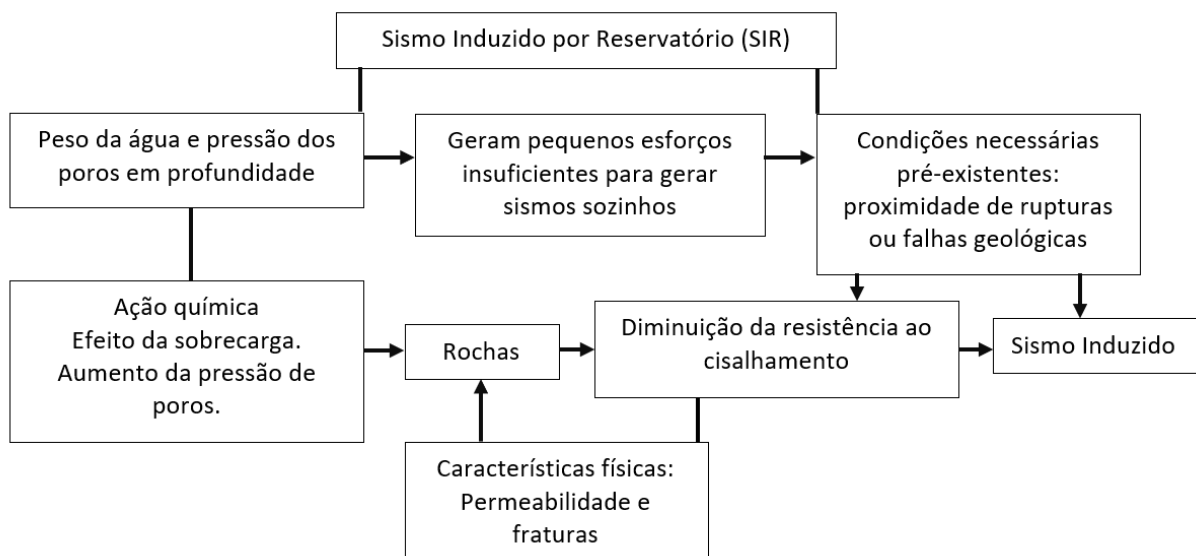 Sismo Induzido por Reservatório (SIR)
Peso da água e pressão dos
poros em profundidade
Geram pequenos esforços
insuficientes para gerar
sismos sozinhos
Condições necessárias
pré-existentes:
proximidade de rupturas
ou falhas geológicas
Ação química
Efeito da sobrecarga.
Aumento da pressão de
poros.
Rochas
Diminuição da resistência ao
cisalhamento
Sismo Induzido
Características físicas:
Permeabilidade e
fraturas